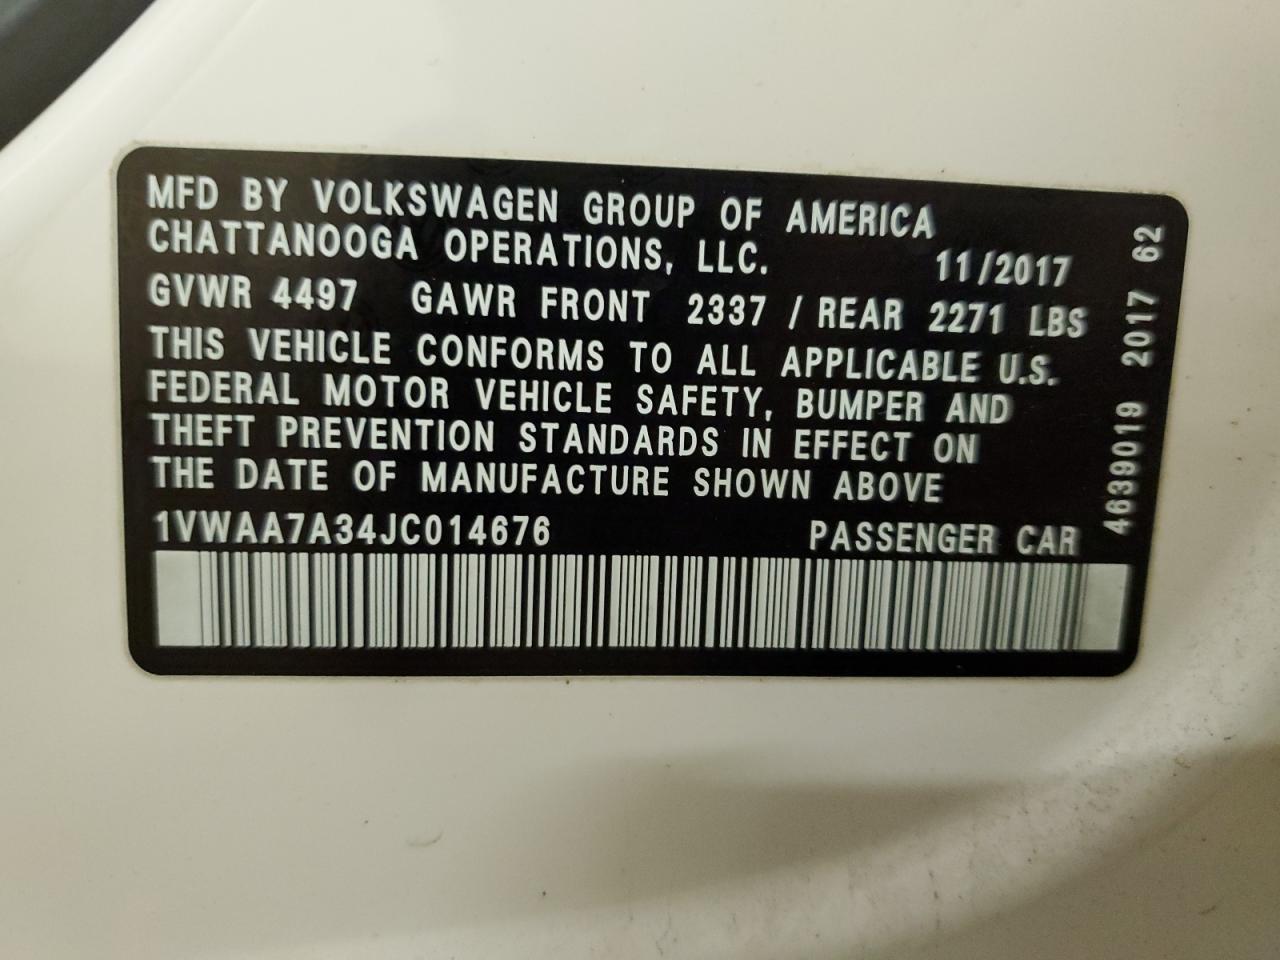 MFD BY VOLKSWAGEN GROUP OF AMERICA
CHATTANOOGA OPERATIONS, LLC. 11/2017
GVWR 4497 GAWR FRONT 2337 / REAR 2271 LBS
THIS VEHICLE CONFORMS TO ALL APPLICABLE U.S.
FEDERAL MOTOR VEHICLE SAFETY, BUMPER AND
THEFT PREVENTION STANDARDS IN EFFECT ON
THE DATE OF MANUFACTURE SHOWN ABOVE
1VWAA7A34JC014676 PASSENGER CAR
4639019 2017 62